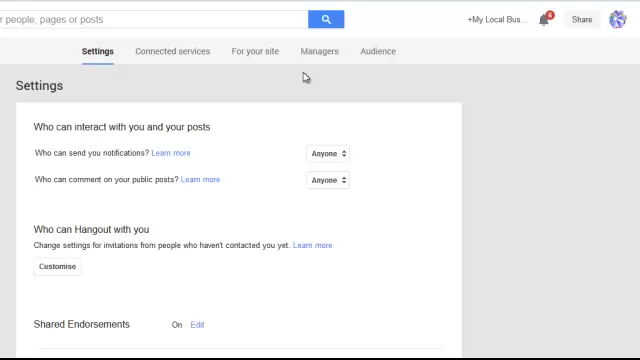 r people, pages or posts
+My Local Bus...
6
Share
Settings
Connected services
For your site
Managers
Audience
Settings
Who can interact with you and your posts
Who can send you notifications? Learn more
Anyone
Who can comment on your public posts? Learn more
Anyone
Who can Hangout with you
Change settings for invitations from people who haven't contacted you yet. Learn more
Customise
Shared Endorsements
On
Edit